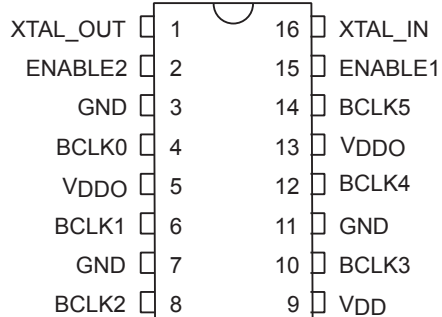 XTAL_OUT 1 16 XTAL_IN
ENABLE2 2 15 ENABLE1
GND 3 14 BCLK5
BCLK0 4 13 VDDO
VDDO 5 12 BCLK4
BCLK1 6 11 GND
GND 7 10 BCLK3
BCLK2 8 9 VDD